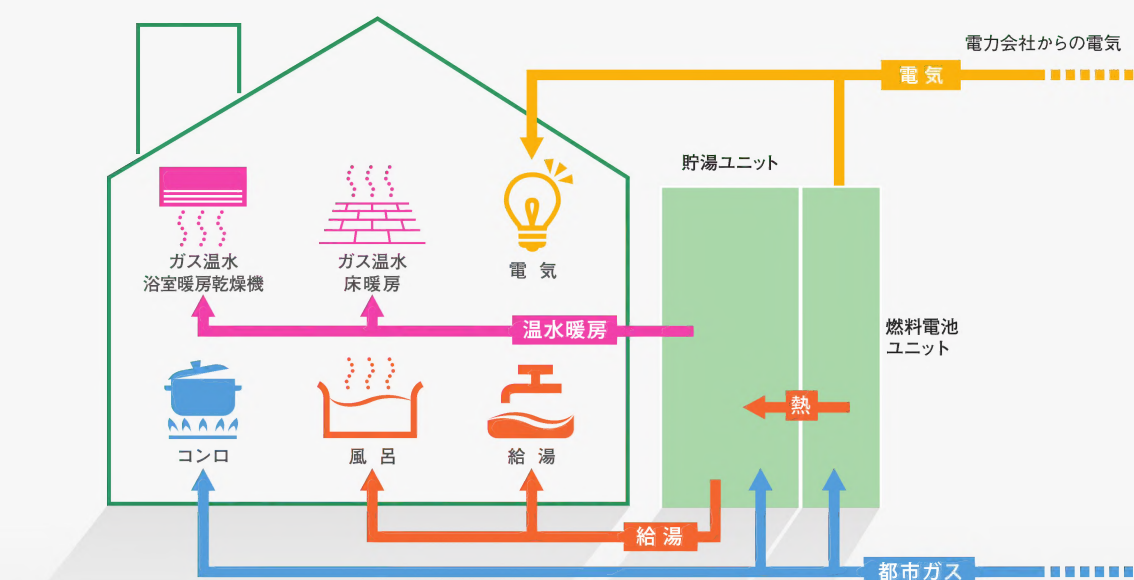 電力会社からの電気
電気
貯湯ユニット
ガス温水
浴室暖房乾燥機
ガス温水
床暖房
電気
温水暖房
燃料電池
ユニット
熱
コンロ
風呂
給湯
給湯
都市ガス